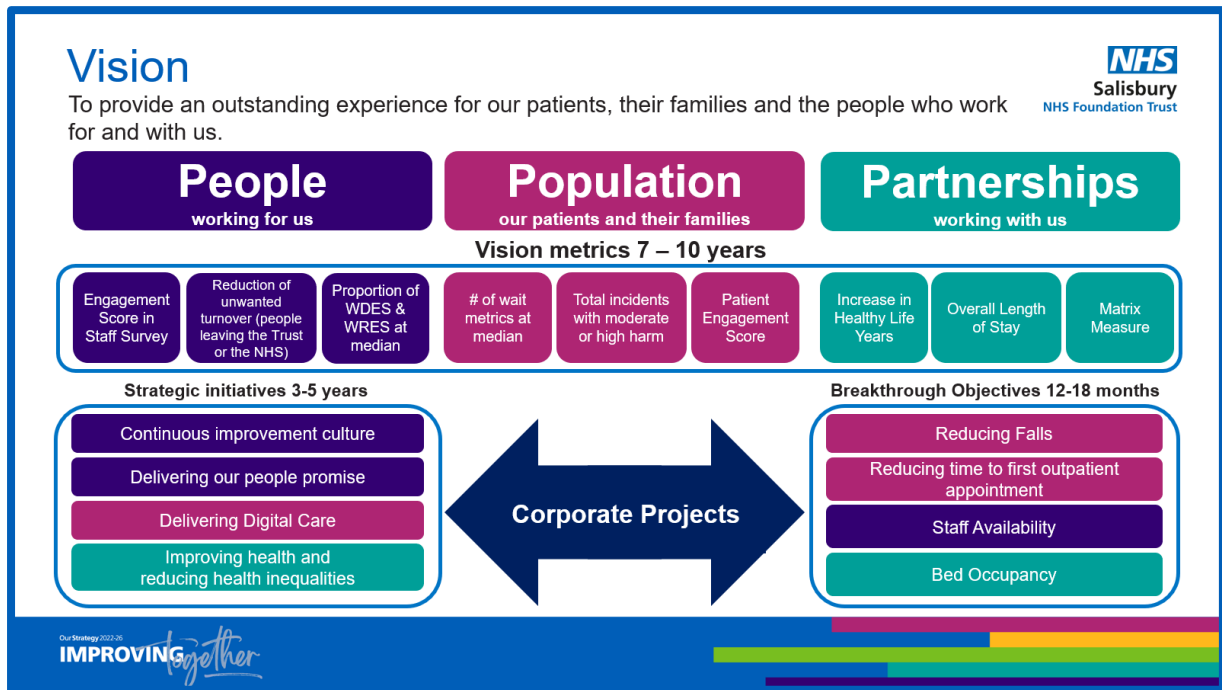 Vision
NHS
Salisbury
NHS Foundation Trust
To provide an outstanding experience for our patients, their families and the people who work
for and with us.
People
working for us
Population
our patients and their families
Partnerships
working with us
Vision metrics 7 – 10 years
Engagement
Score in
Staff Survey
Reduction of
unwanted
turnover (people
leaving the Trust
or the NHS)
Proportion of
WDES &
WRES at
median
# of wait
metrics at
median
Total incidents
with moderate
or high harm
Patient
Engagement
Score
Increase in
Healthy Life
Years
Overall Length
of Stay
Matrix
Measure
Strategic initiatives 3-5 years
Continuous improvement culture
Delivering our people promise
Delivering Digital Care
Improving health and
reducing health inequalities
Corporate Projects
Breakthrough Objectives 12-18 months
Reducing Falls
Reducing time to first outpatient
appointment
Staff Availability
Bed Occupancy
Our Strategy 2022-26
IMPROVING together